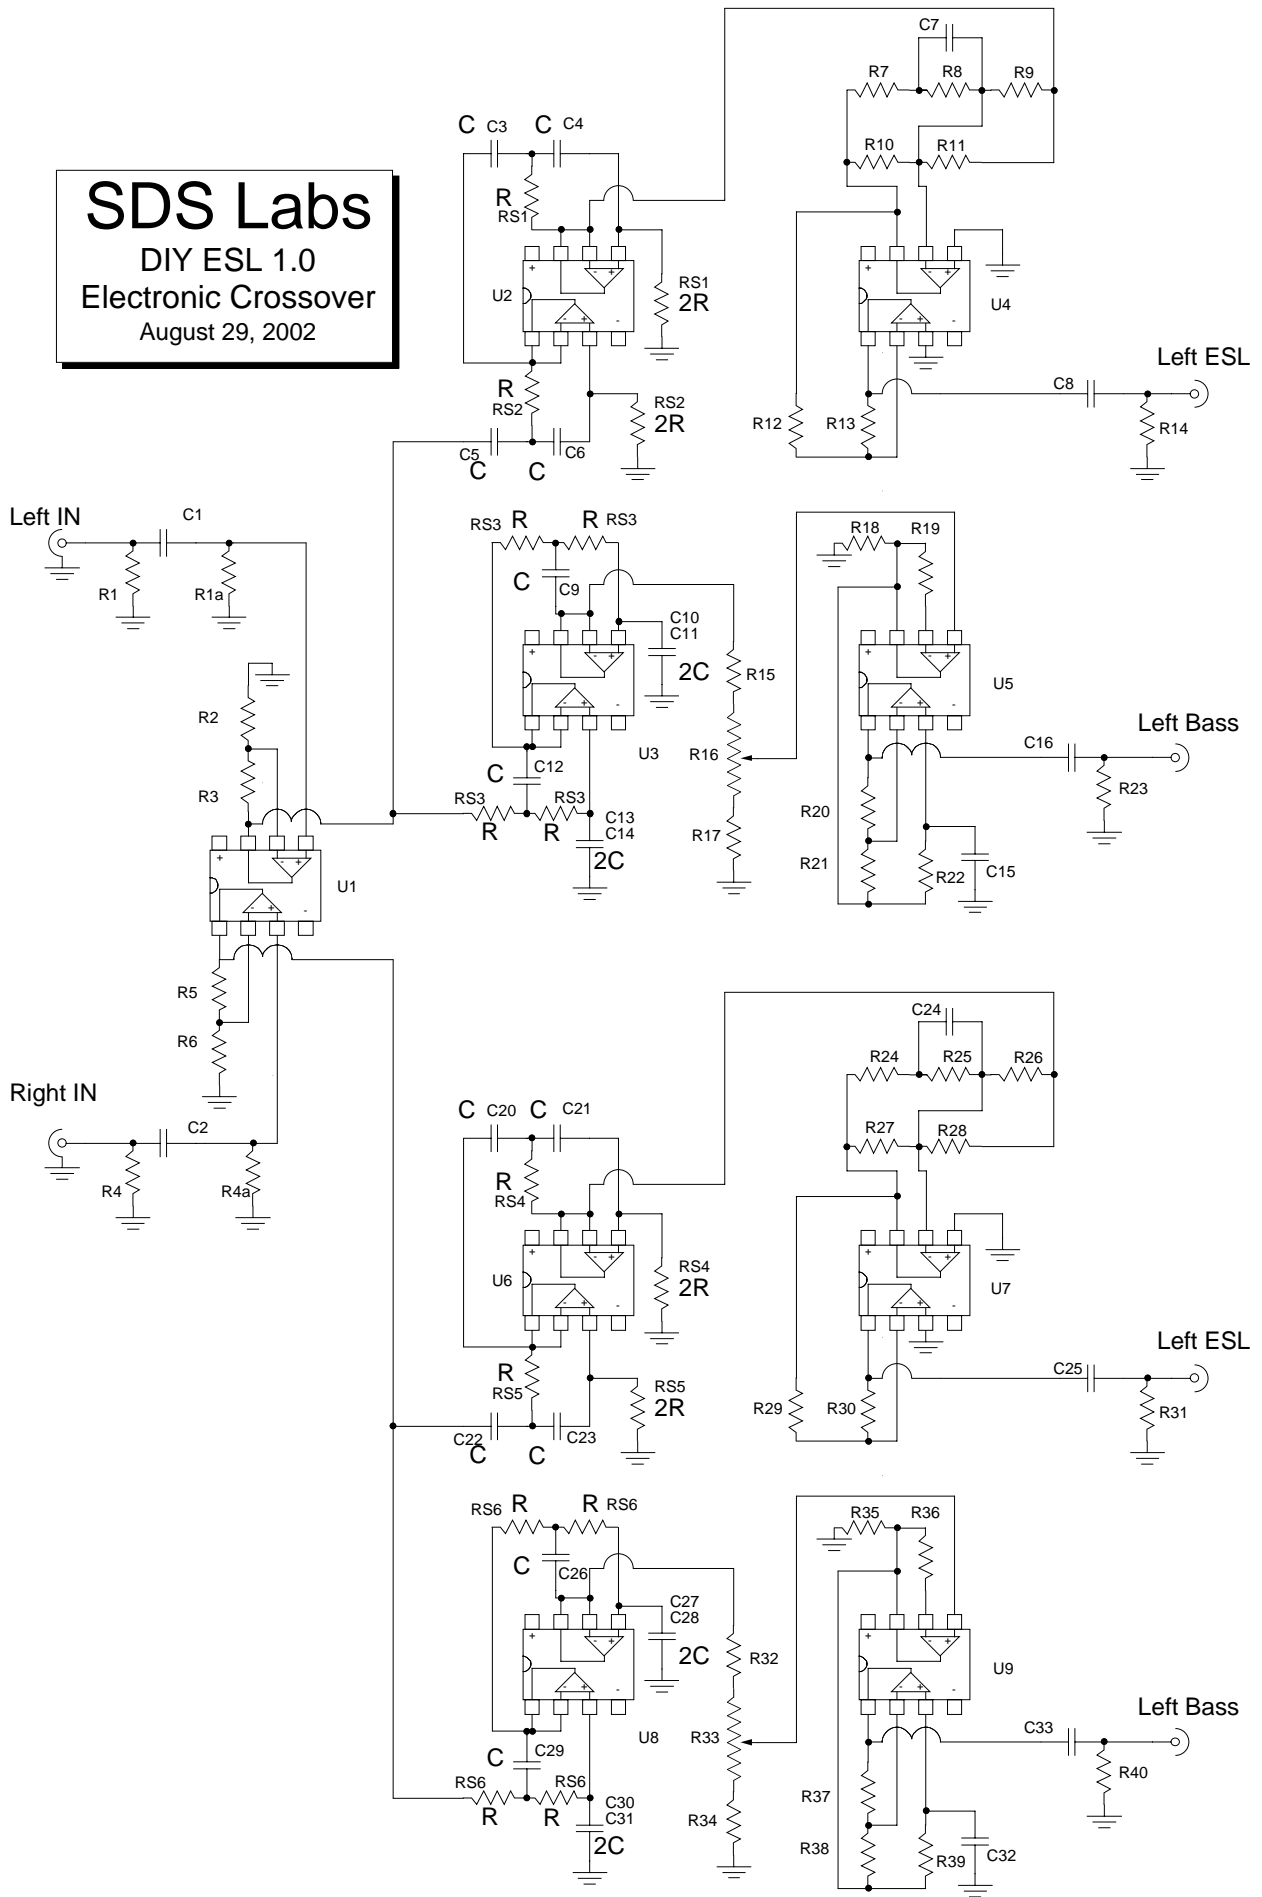 SDS Labs
DIY ESL 1.0
Electronic Crossover
August 29, 2002
C7
R7 R8 R9
R10 R11
C C3 C C4
R
RS1
+ - + -
U2
- +
RS1
2R
R
RS2
RS2
2R
C5 C6
C C
+ - + -
U4
- +
Left ESL
C8
R12 R13 R14
Left IN
C1
R1 R1a
RS3 R R RS3
C C9
C10
C11
2C
+ - + -
- +
U3
R15
R16
R17
C C12
RS3 RS3
R R
C13
C14
2C
R18 R19
+ - + -
U5
- +
Left Bass
C16
R20 R23
R21 R22 C15
R2
R3
+ - + -
U1
- +
R5
R6
Right IN
C2
R4 R4a
C24
R24 R25 R26
R27 R28
C C20 C C21
R
RS4
+ - + -
U6
- +
RS4
2R
R
RS5
RS5
2R
C22 C23
C C
+ - + -
U7
- +
Left ESL
C25
R29 R30 R31
RS6 R R RS6
C C26
C27
C28
2C
+ - + -
- +
U8
R32
R33
R34
C C29
RS6 RS6
R R
C30
C31
2C
R35 R36
+ - + -
U9
- +
Left Bass
C33
R37 R40
R38 R39 C32